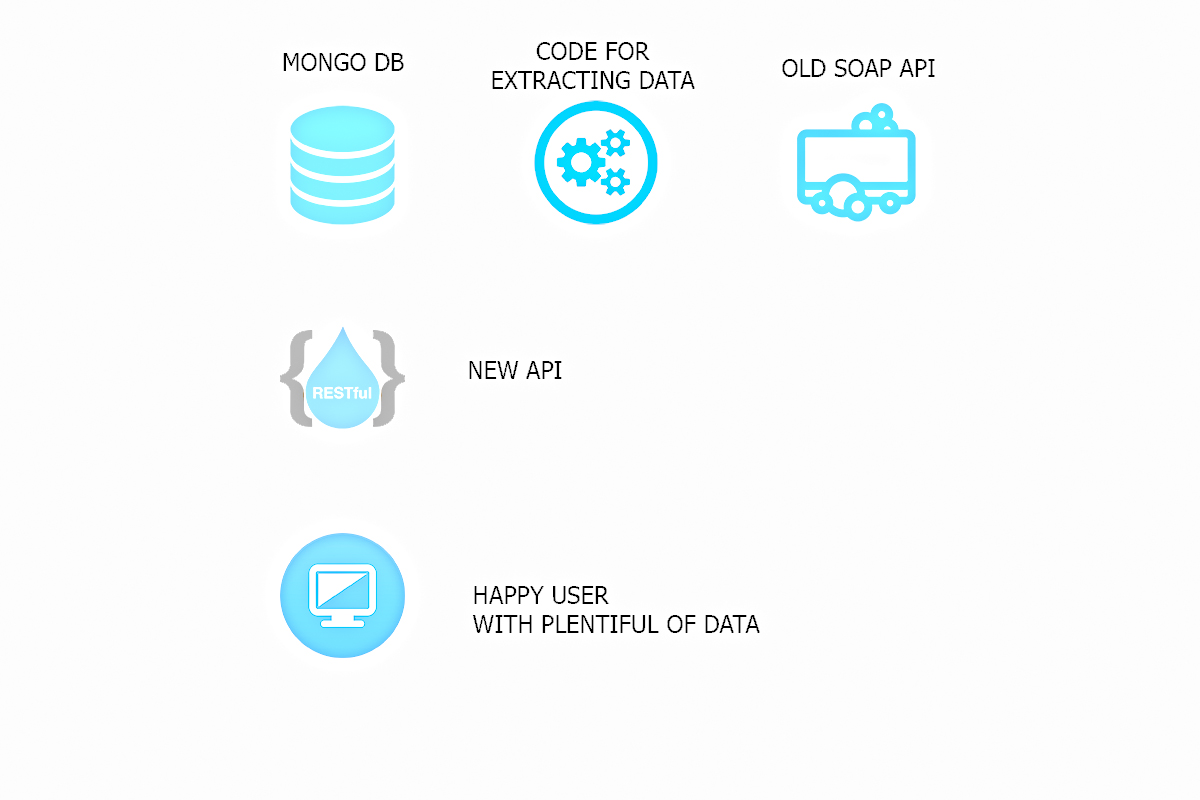 MONGO DB
CODE FOR
EXTRACTING DATA
OLD SOAP API
RESTful
NEW API
HAPPY USER
WITH PLENTIFUL OF DATA